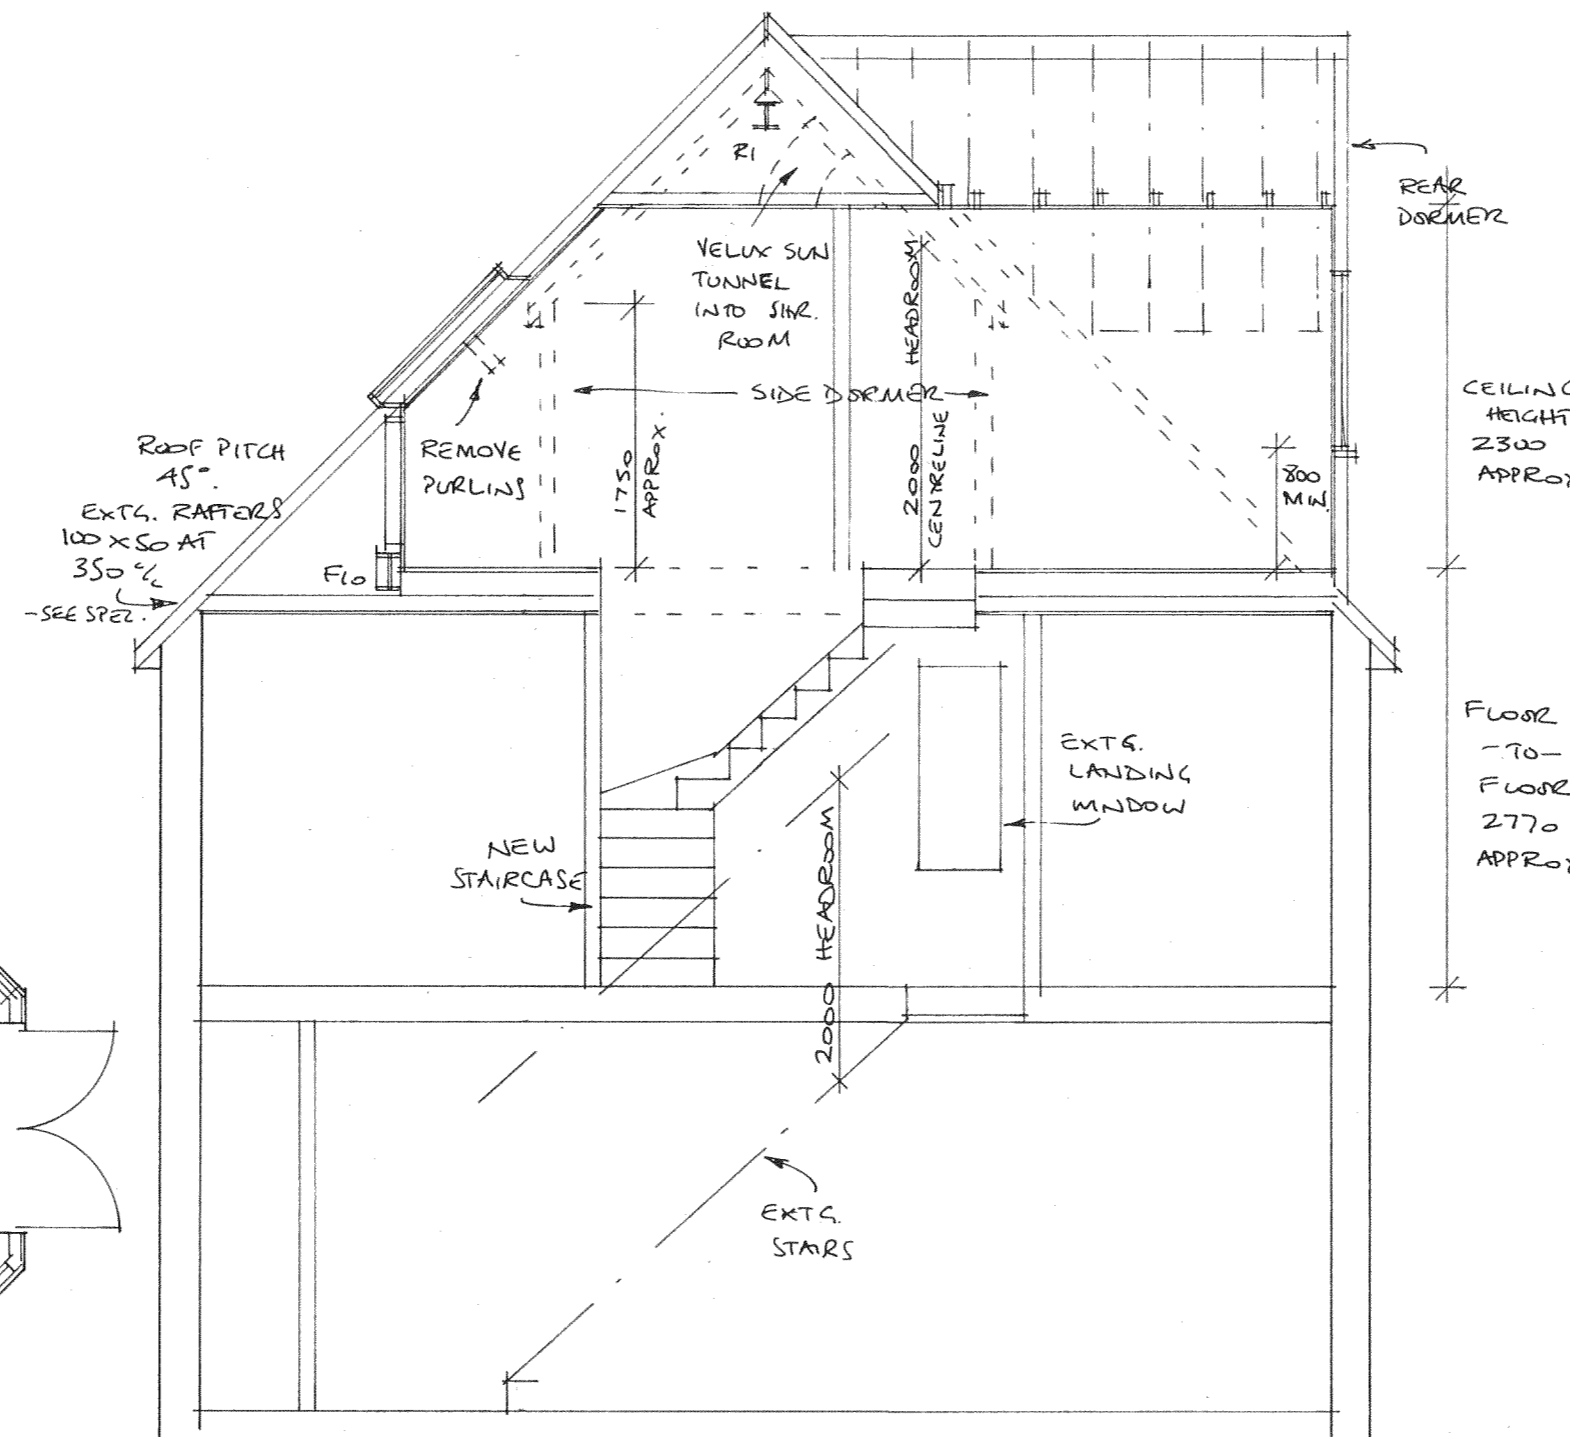 R1
REAR
DORMER
VELUX SUN
TUNNEL
INTO SHR.
ROOM
2000 HEADROOM
CENTRELINE
SIDE DORMER
1750
APPROX.
REMOVE
PURLINS
ROOF PITCH
45°.
EXTG. RAFTERS
100 x 50 AT
350 c/c
-SEE SPEC.
F10
800
MIN.
CEILING
HEIGHT
2300
APPROX
FLOOR
-TO-
FLOOR
2770
APPROX
EXTG.
LANDING
WINDOW
NEW
STAIRCASE
2000 HEADROOM
EXTG.
STAIRS